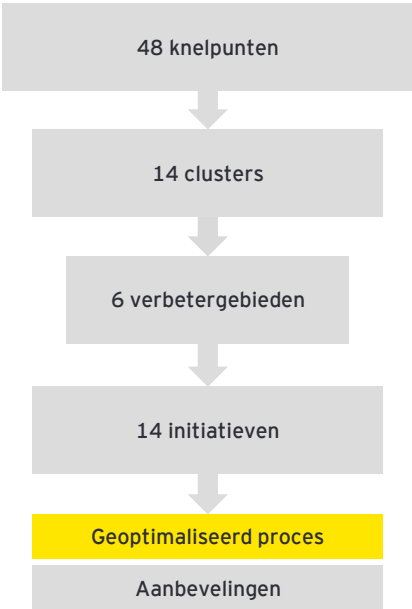 48 knelpunten
14 clusters
6 verbetergebieden
14 initiatieven
Geoptimaliseerd proces
Aanbevelingen